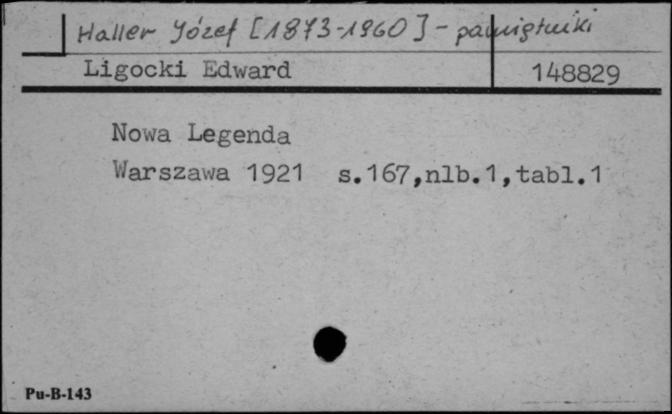 Haller Józef [1873-1960] - pamiętniki
Ligocki Edward 148829
Nowa Legenda
Warszawa 1921 s.167,nlb.1,tabl.1
Pu-B-143